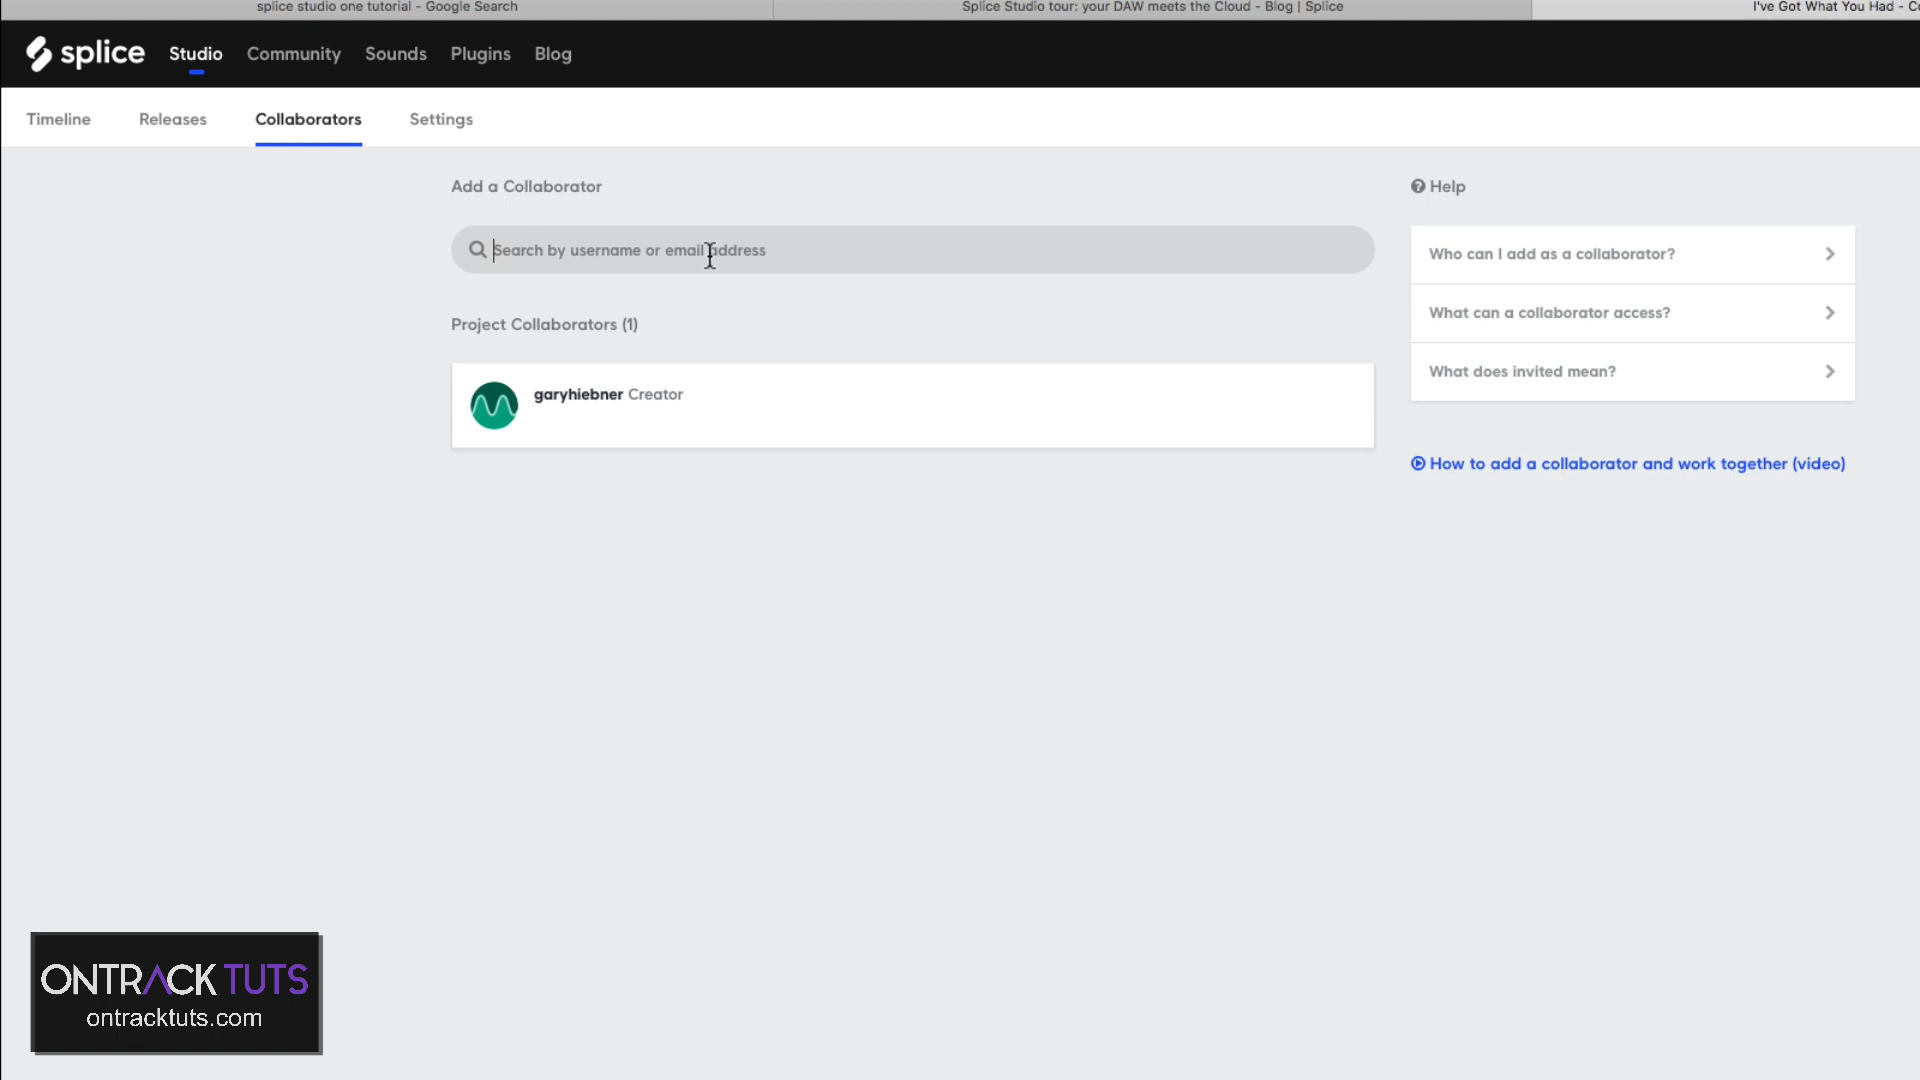 splice studio one tutorial - Google Search
Splice Studio tour: your DAW meets the Cloud - Blog | Splice
I've Got What You Had - Co
splice
Studio
Community
Sounds
Plugins
Blog
Timeline
Releases
Collaborators
Settings
Add a Collaborator
Search by username or email address
Project Collaborators (1)
garyhiebner Creator
Help
Who can I add as a collaborator?
What can a collaborator access?
What does invited mean?
How to add a collaborator and work together (video)
ONTRACK TUTS
ontracktuts.com